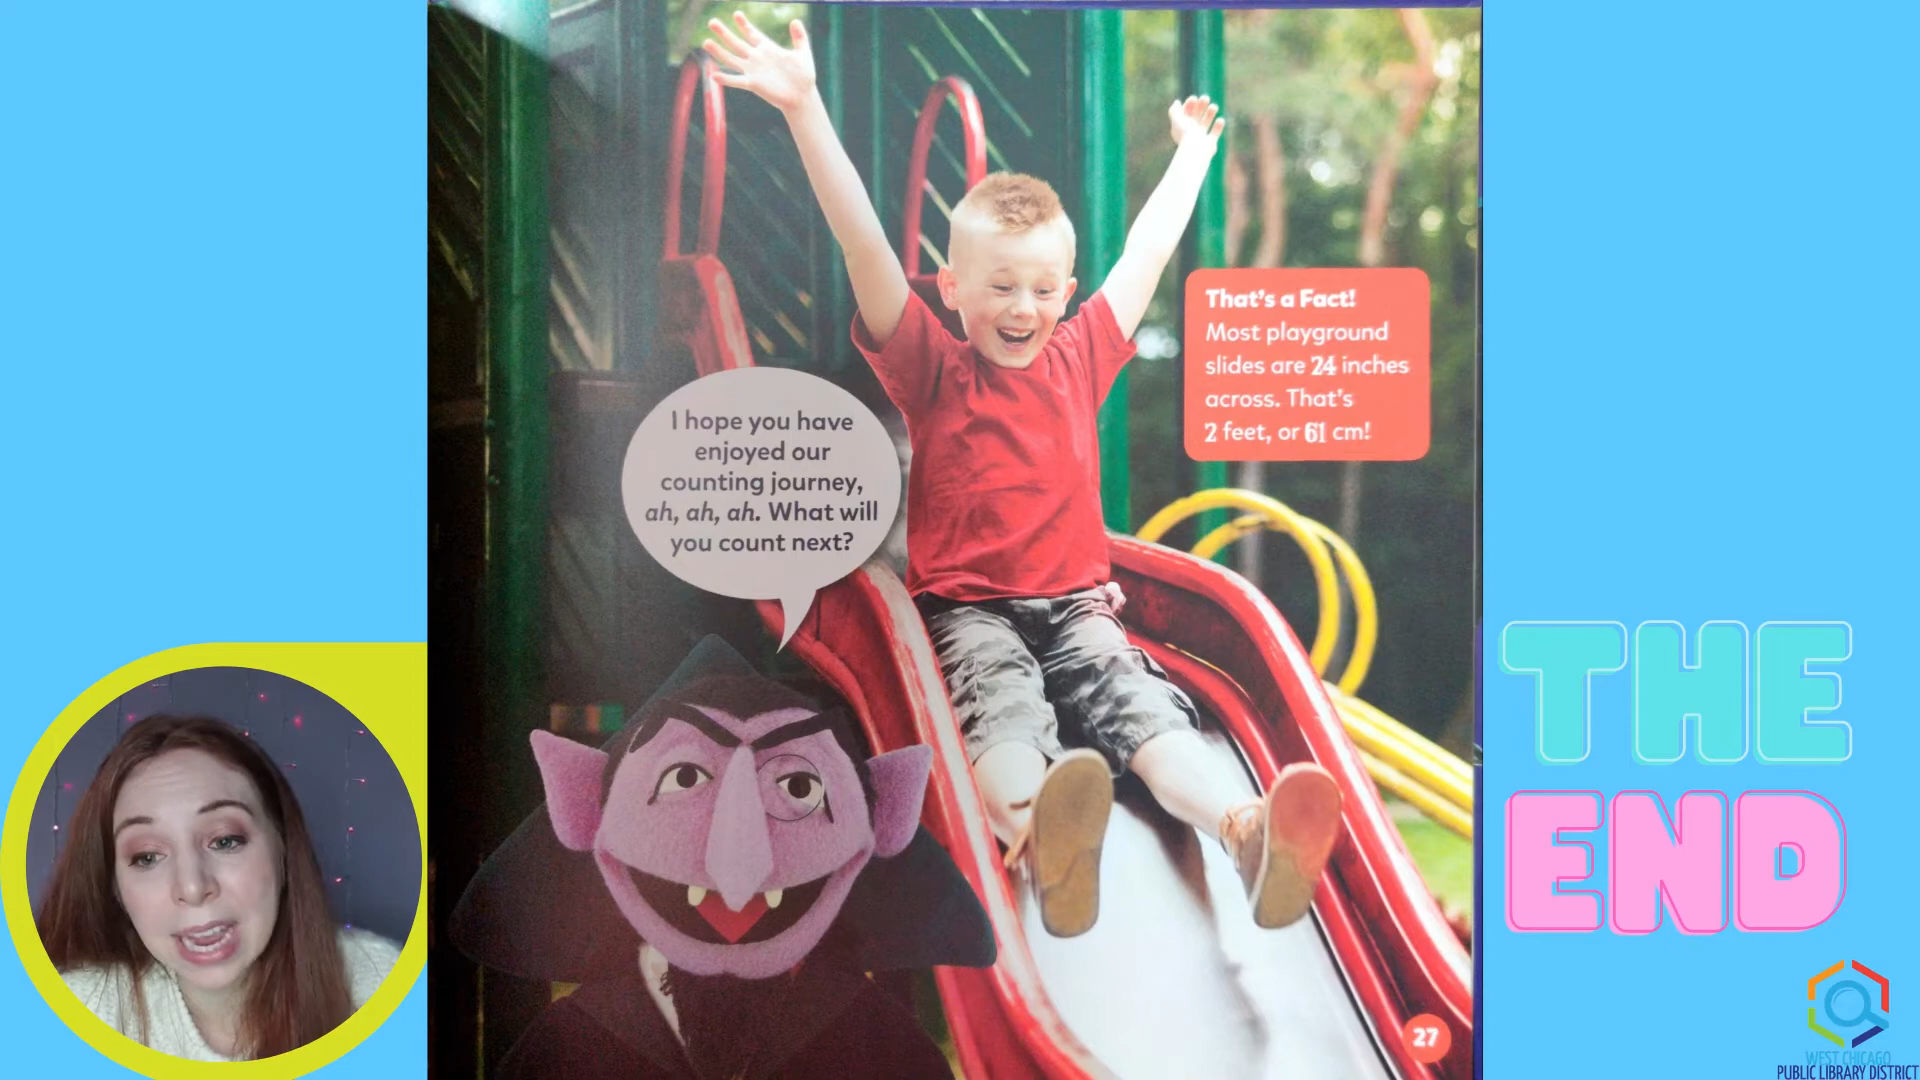 I hope you have
enjoyed our
counting journey,
ah, ah, ah. What will
you count next?
That's a Fact!
Most playground
slides are 24 inches
across. That's
2 feet, or 61 cm!
27
THE
END
WEST CHICAGO
PUBLIC LIBRARY DISTRICT